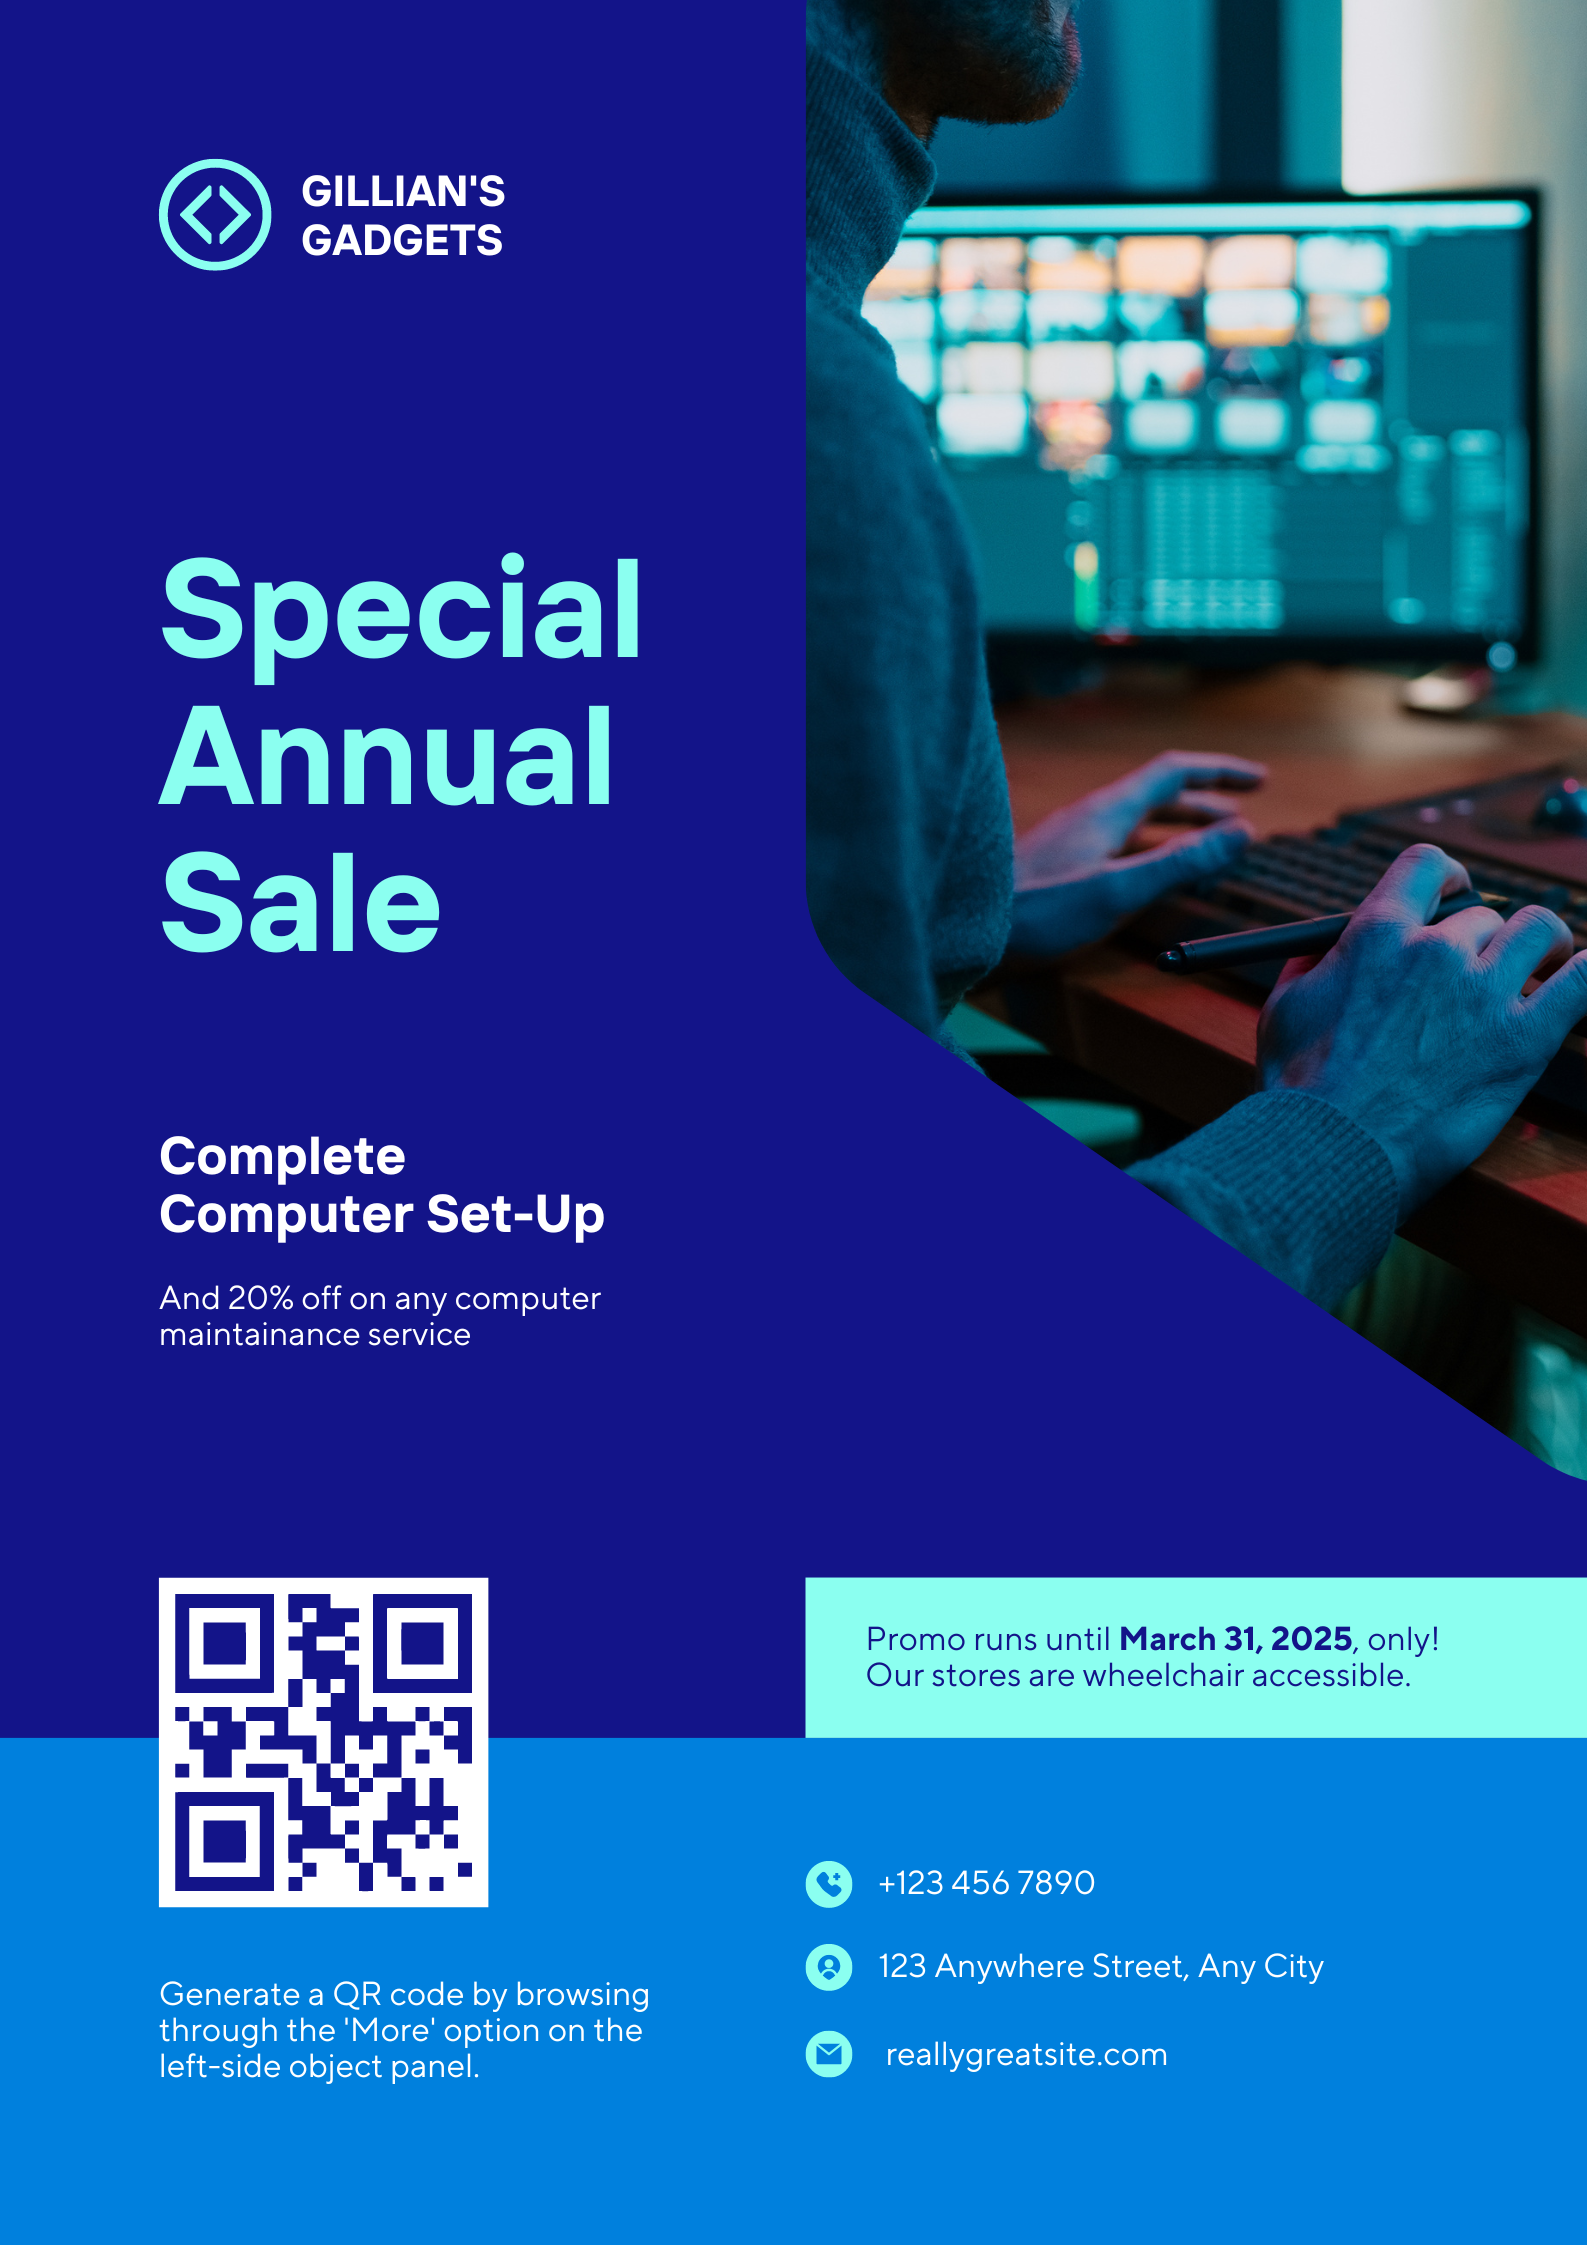 GILLIAN'S
GADGETS
Special
Annual
Sale
Complete
Computer Set-Up
And 20% off on any computer
maintainance service
Promo runs until March 31, 2025, only!
Our stores are wheelchair accessible.
Generate a QR code by browsing
through the 'More' option on the
left-side object panel.
+123 456 7890
123 Anywhere Street, Any City
reallygreatsite.com